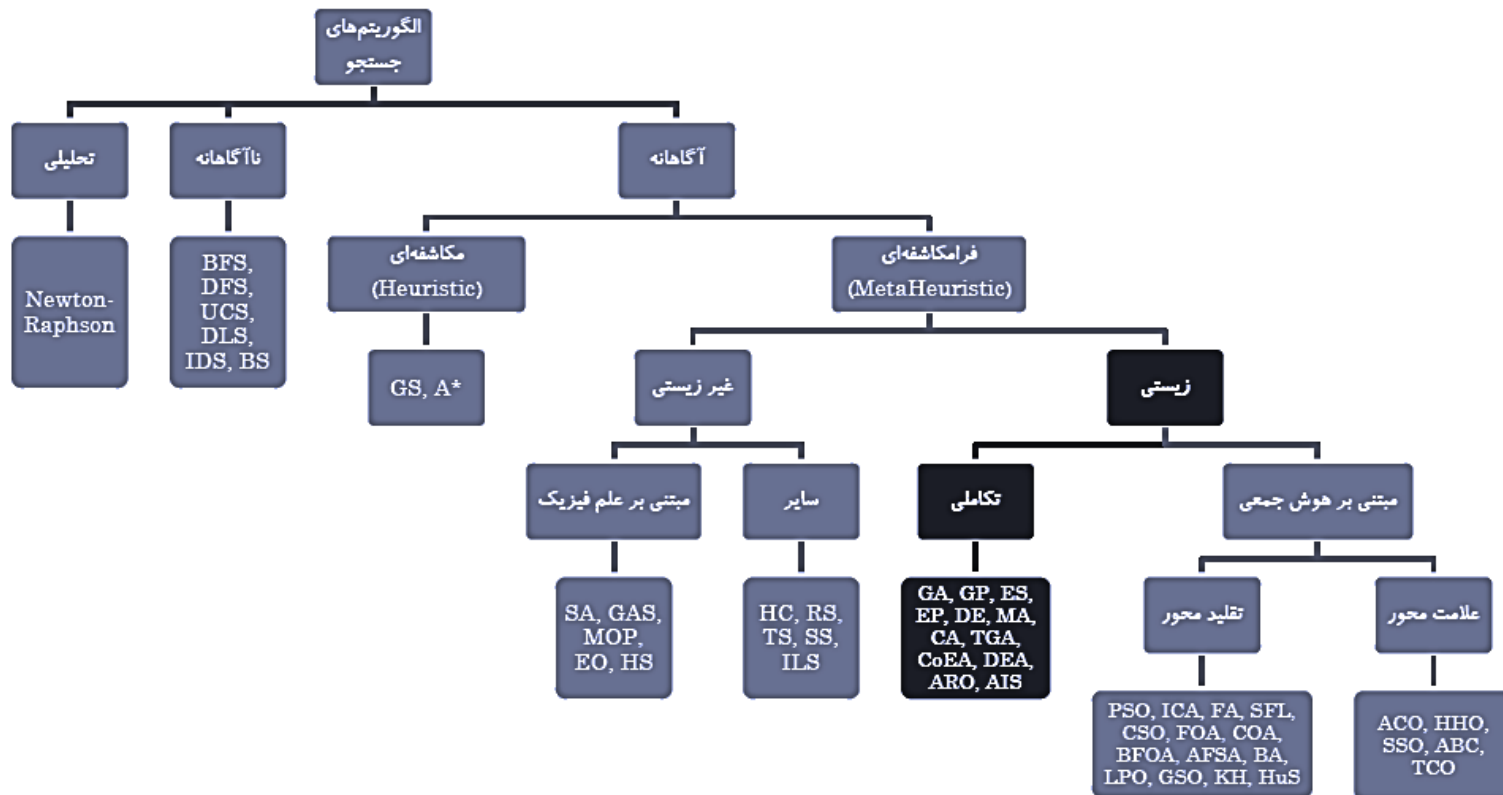 الگوریتم‌های
جستجو
تحلیلی
ناآگاهانه
آگاهانه
Newton-
Raphson
BFS,
DFS,
UCS,
DLS,
IDS, BS
مکاشفه‌ای
(Heuristic)
فرامکاشفه‌ای
(MetaHeuristic)
GS, A*
غیر زیستی
زیستی
مبتنی بر علم فیزیک
سایر
تکاملی
مبتنی بر هوش جمعی
SA, GAS,
MOP,
EO, HS
HC, RS,
TS, SS,
ILS
GA, GP, ES,
EP, DE, MA,
CA, TGA,
CoEA, DEA,
ARO, AIS
تقلید محور
علامت محور
PSO, ICA, FA, SFL,
CSO, FOA, COA,
BFOA, AFSA, BA,
LPO, GSO, KH, HuS
ACO, HHO,
SSO, ABC,
TCO